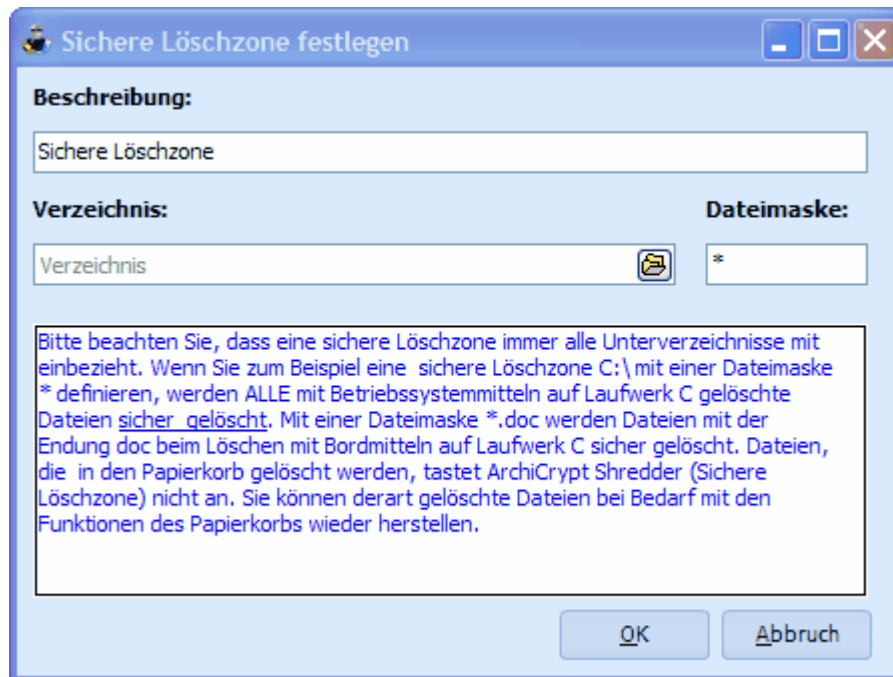 Sichere Löschzone festlegen
Beschreibung:
Sichere Löschzone
Verzeichnis: Dateimaske:
Verzeichnis *
Bitte beachten Sie, dass eine sichere Löschzone immer alle Unterverzeichnisse mit
einbezieht. Wenn Sie zum Beispiel eine  sichere Löschzone C:\ mit einer Dateimaske
* definieren, werden ALLE mit Betriebssystemmitteln auf Laufwerk C gelöschte
Dateien sicher  gelöscht. Mit einer Dateimaske *.doc werden Dateien mit der
Endung doc beim Löschen mit Bordmitteln auf Laufwerk C sicher gelöscht. Dateien,
die  in den Papierkorb gelöscht werden, tastet ArchiCrypt Shredder (Sichere
Löschzone) nicht an. Sie können derart gelöschte Dateien bei Bedarf mit den
Funktionen des Papierkorbs wieder herstellen.
OK Abbruch